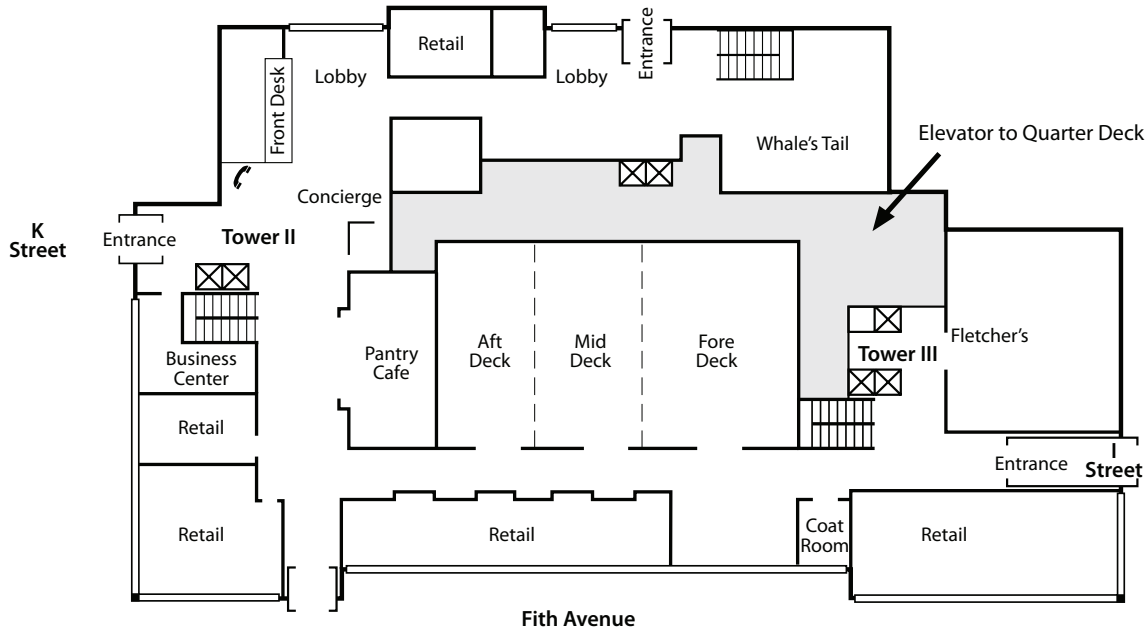 Retail
Entrance
Lobby
Lobby
Front Desk
Elevator to Quarter Deck
Whale's Tail
Concierge
K
Street
Entrance
Tower II
Fletcher's
Tower III
Aft
Deck
Mid
Deck
Fore
Deck
Pantry
Cafe
Business
Center
Retail
Entrance
I
Street
Retail
Retail
Coat
Room
Retail
Fith Avenue